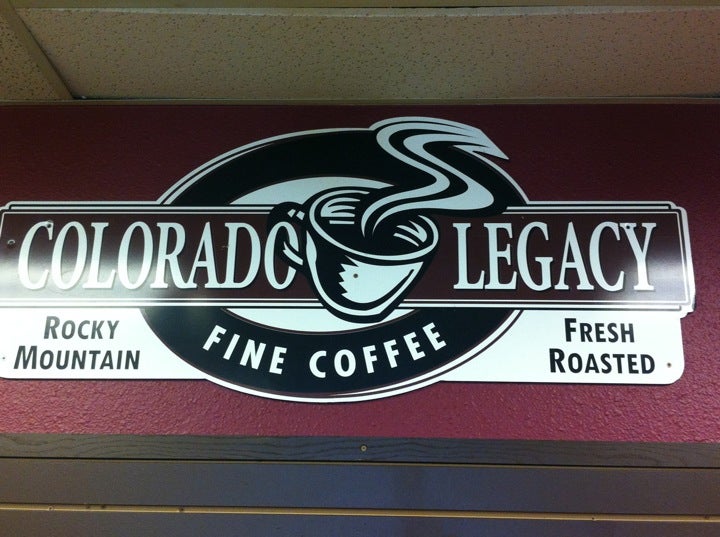 COLORADO LEGACY
ROCKY MOUNTAIN
FINE COFFEE
FRESH ROASTED